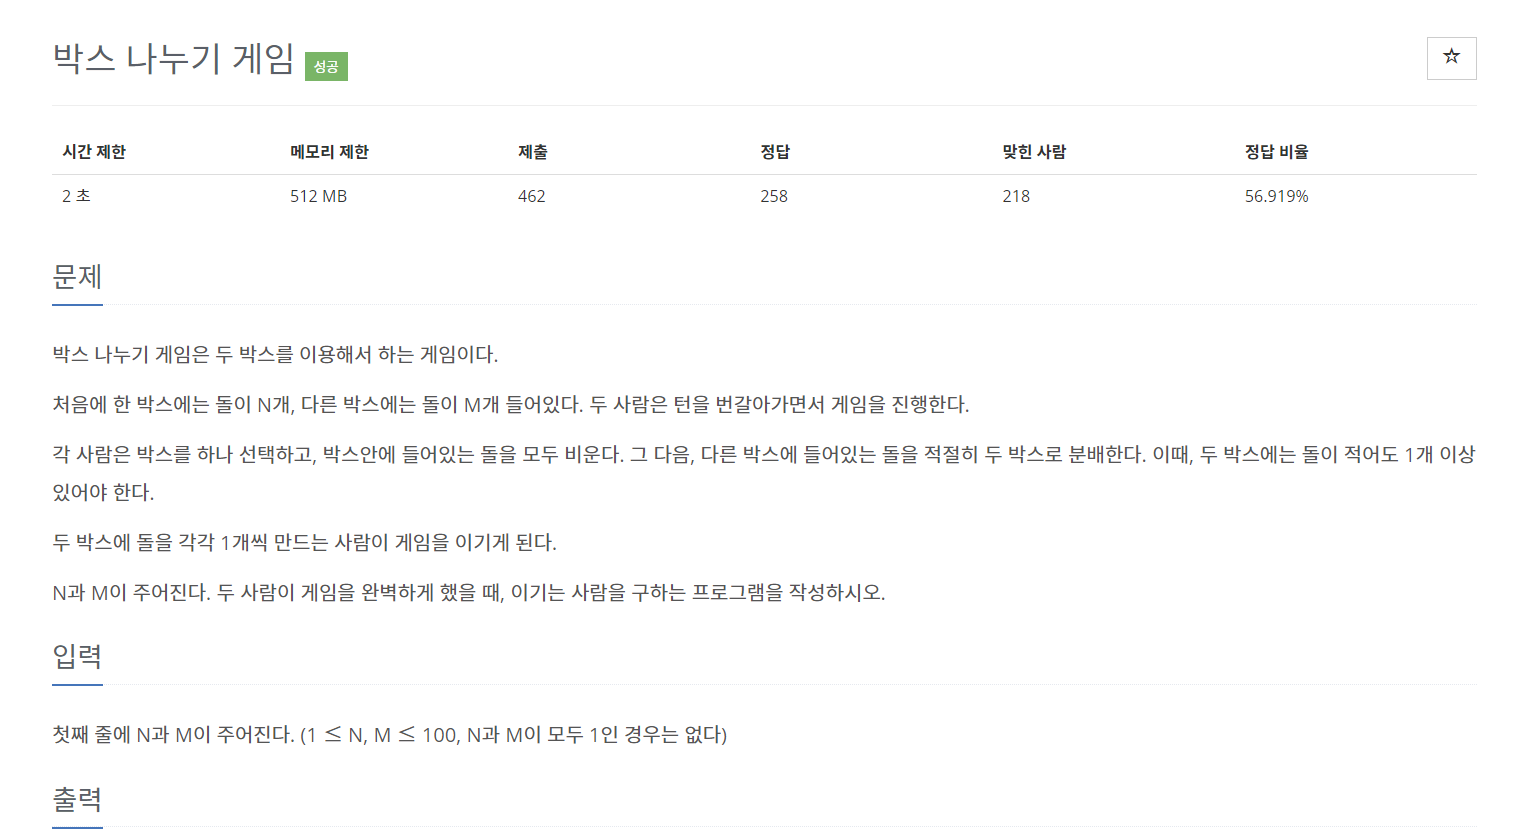 박스 나누기 게임 성공
☆
시간 제한 메모리 제한 제출 정답 맞힌 사람 정답 비율
2 초 512 MB 462 258 218 56.919%
문제
박스 나누기 게임은 두 박스를 이용해서 하는 게임이다.
처음에 한 박스에는 돌이 N개, 다른 박스에는 돌이 M개 들어있다. 두 사람은 턴을 번갈아가면서 게임을 진행한다.
각 사람은 박스를 하나 선택하고, 박스안에 들어있는 돌을 모두 비운다. 그 다음, 다른 박스에 들어있는 돌을 적절히 두 박스로 분배한다. 이때, 두 박스에는 돌이 적어도 1개 이상
있어야 한다.
두 박스에 돌을 각각 1개씩 만드는 사람이 게임을 이기게 된다.
N과 M이 주어진다. 두 사람이 게임을 완벽하게 했을 때, 이기는 사람을 구하는 프로그램을 작성하시오.
입력
첫째 줄에 N과 M이 주어진다. (1 ≤ N, M ≤ 100, N과 M이 모두 1인 경우는 없다)
출력